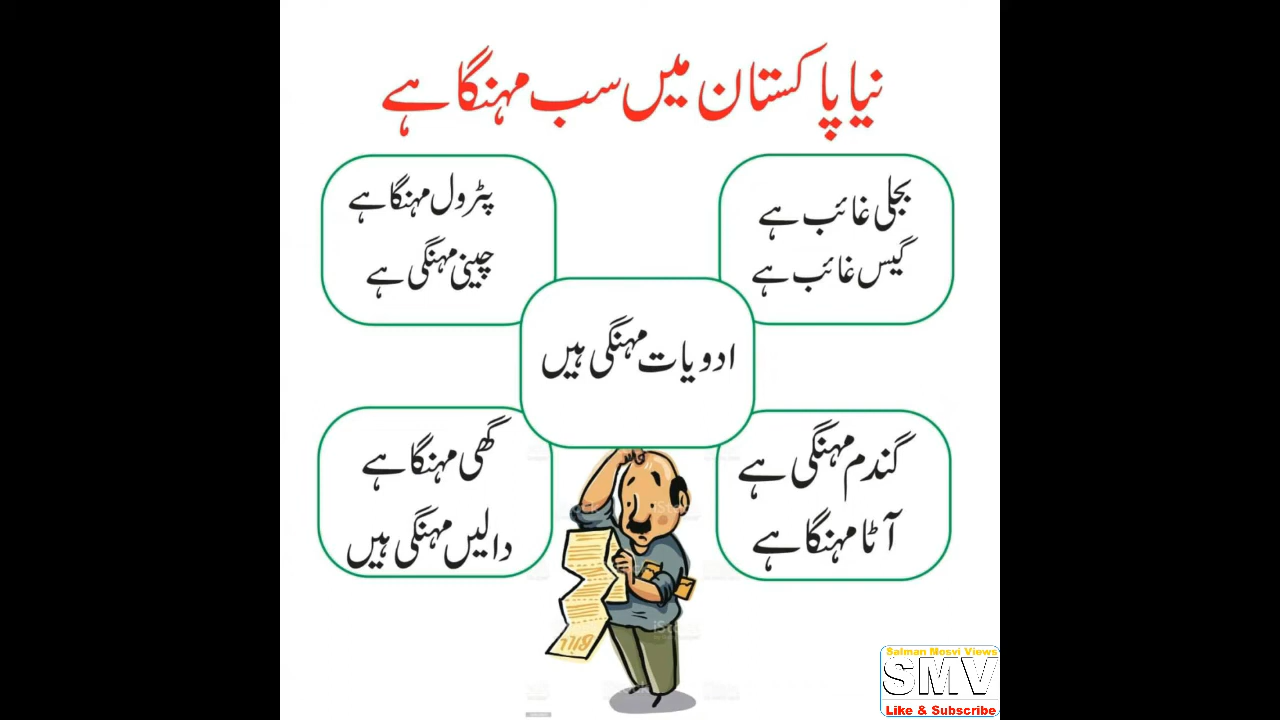 نیا پاکستان میں سب مہنگا ہے
بجلی غائب ہے
گیس غائب ہے
پٹرول مہنگا ہے
چینی مہنگی ہے
ادویات مہنگی ہیں
گندم مہنگی ہے
آٹا مہنگا ہے
گھی مہنگا ہے
دالیں مہنگی ہیں
BILL
iStock
Salman Mosvi Views
SMV
Like & Subscribe